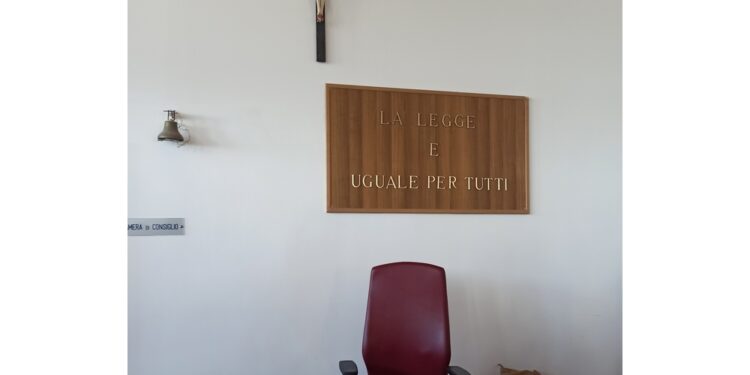 LA LEGGE
E
UGUALE PER TUTTI
MERA DI CONSIGLIO